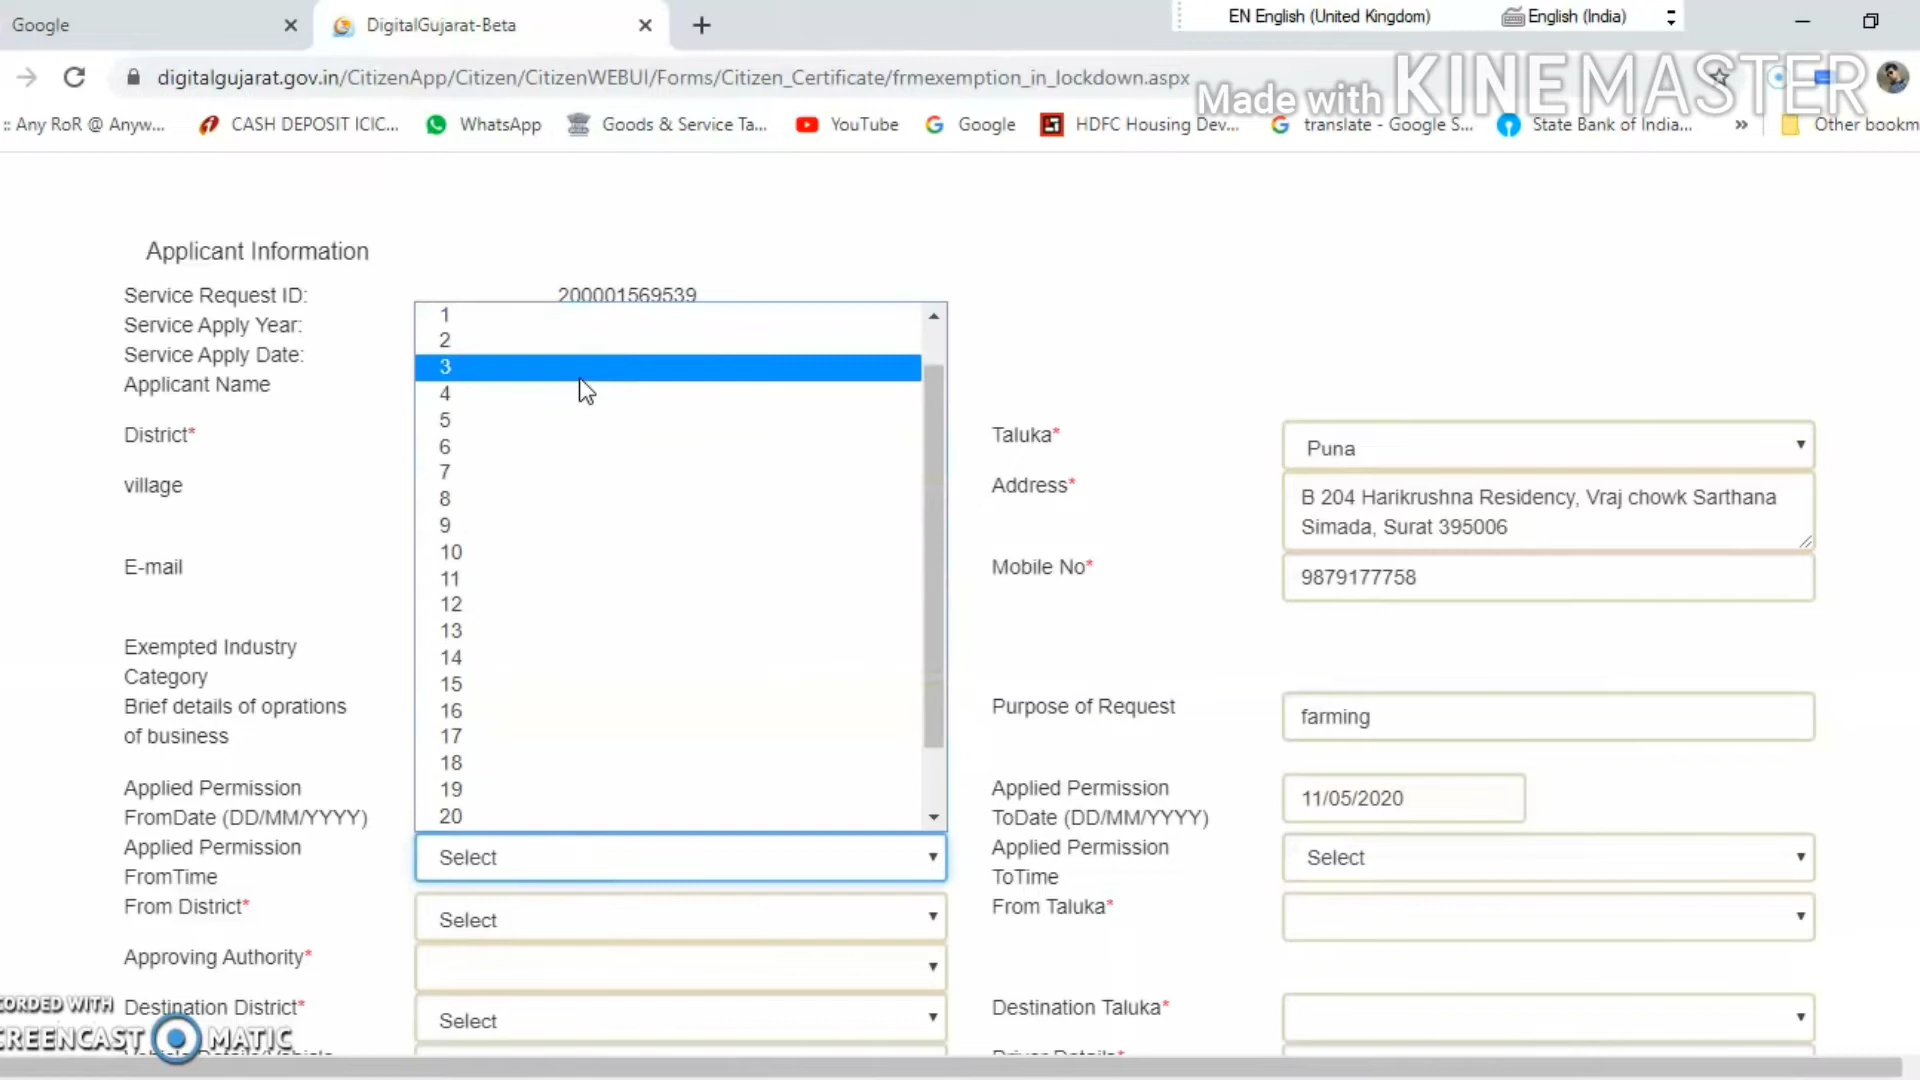 Google
DigitalGujarat-Beta
EN English (United Kingdom)
English (India)
digitalgujarat.gov.in/CitizenApp/Citizen/CitizenWEBUI/Forms/Citizen_Certificate/frmexemption_in_lockdown.aspx
Made with KINEMASTER
:: Any RoR @ Anyw...
CASH DEPOSIT ICIC...
WhatsApp
Goods & Service Ta...
YouTube
Google
HDFC Housing Dev...
translate - Google S...
State Bank of India...
»
Other bookm
Applicant Information
Service Request ID:
200001569539
Service Apply Year:
Service Apply Date:
Applicant Name
1
2
3
4
5
6
7
8
9
10
11
12
13
14
15
16
17
18
19
20
District*
Taluka*
Puna
village
Address*
B 204 Harikrushna Residency, Vraj chowk Sarthana
Simada, Surat 395006
E-mail
Mobile No*
9879177758
Exempted Industry
Category
Brief details of oprations
of business
Purpose of Request
farming
Applied Permission
FromDate (DD/MM/YYYY)
Applied Permission
ToDate (DD/MM/YYYY)
11/05/2020
Applied Permission
FromTime
Select
Applied Permission
ToTime
Select
From District*
Select
From Taluka*
Approving Authority*
Destination District*
Select
Destination Taluka*
CORDED WITH
CREENCAST MATIC